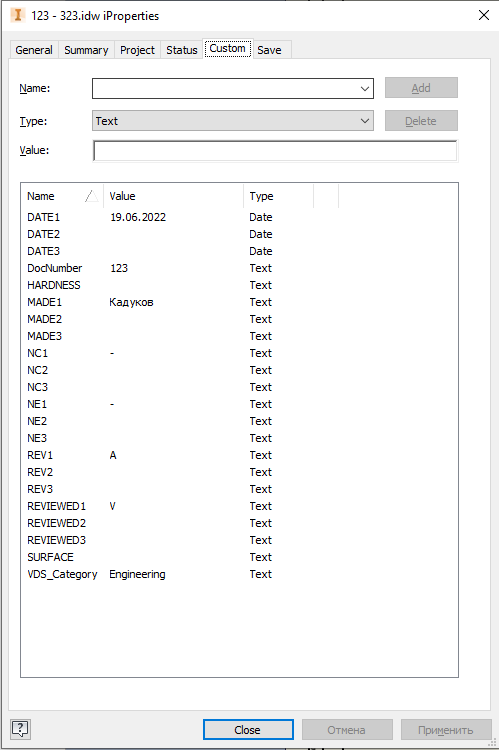 123 - 323.idw iProperties
General Summary Project Status Custom Save
Name: Add
Type: Text Delete
Value:
Name Value Type
DATE1 19.06.2022 Date
DATE2 Date
DATE3 Date
DocNumber 123 Text
HARDNESS Text
MADE1 Кадуков Text
MADE2 Text
MADE3 Text
NC1 - Text
NC2 Text
NC3 Text
NE1 - Text
NE2 Text
NE3 Text
REV1 A Text
REV2 Text
REV3 Text
REVIEWED1 V Text
REVIEWED2 Text
REVIEWED3 Text
SURFACE Text
VDS_Category Engineering Text
Close Отмена Применить